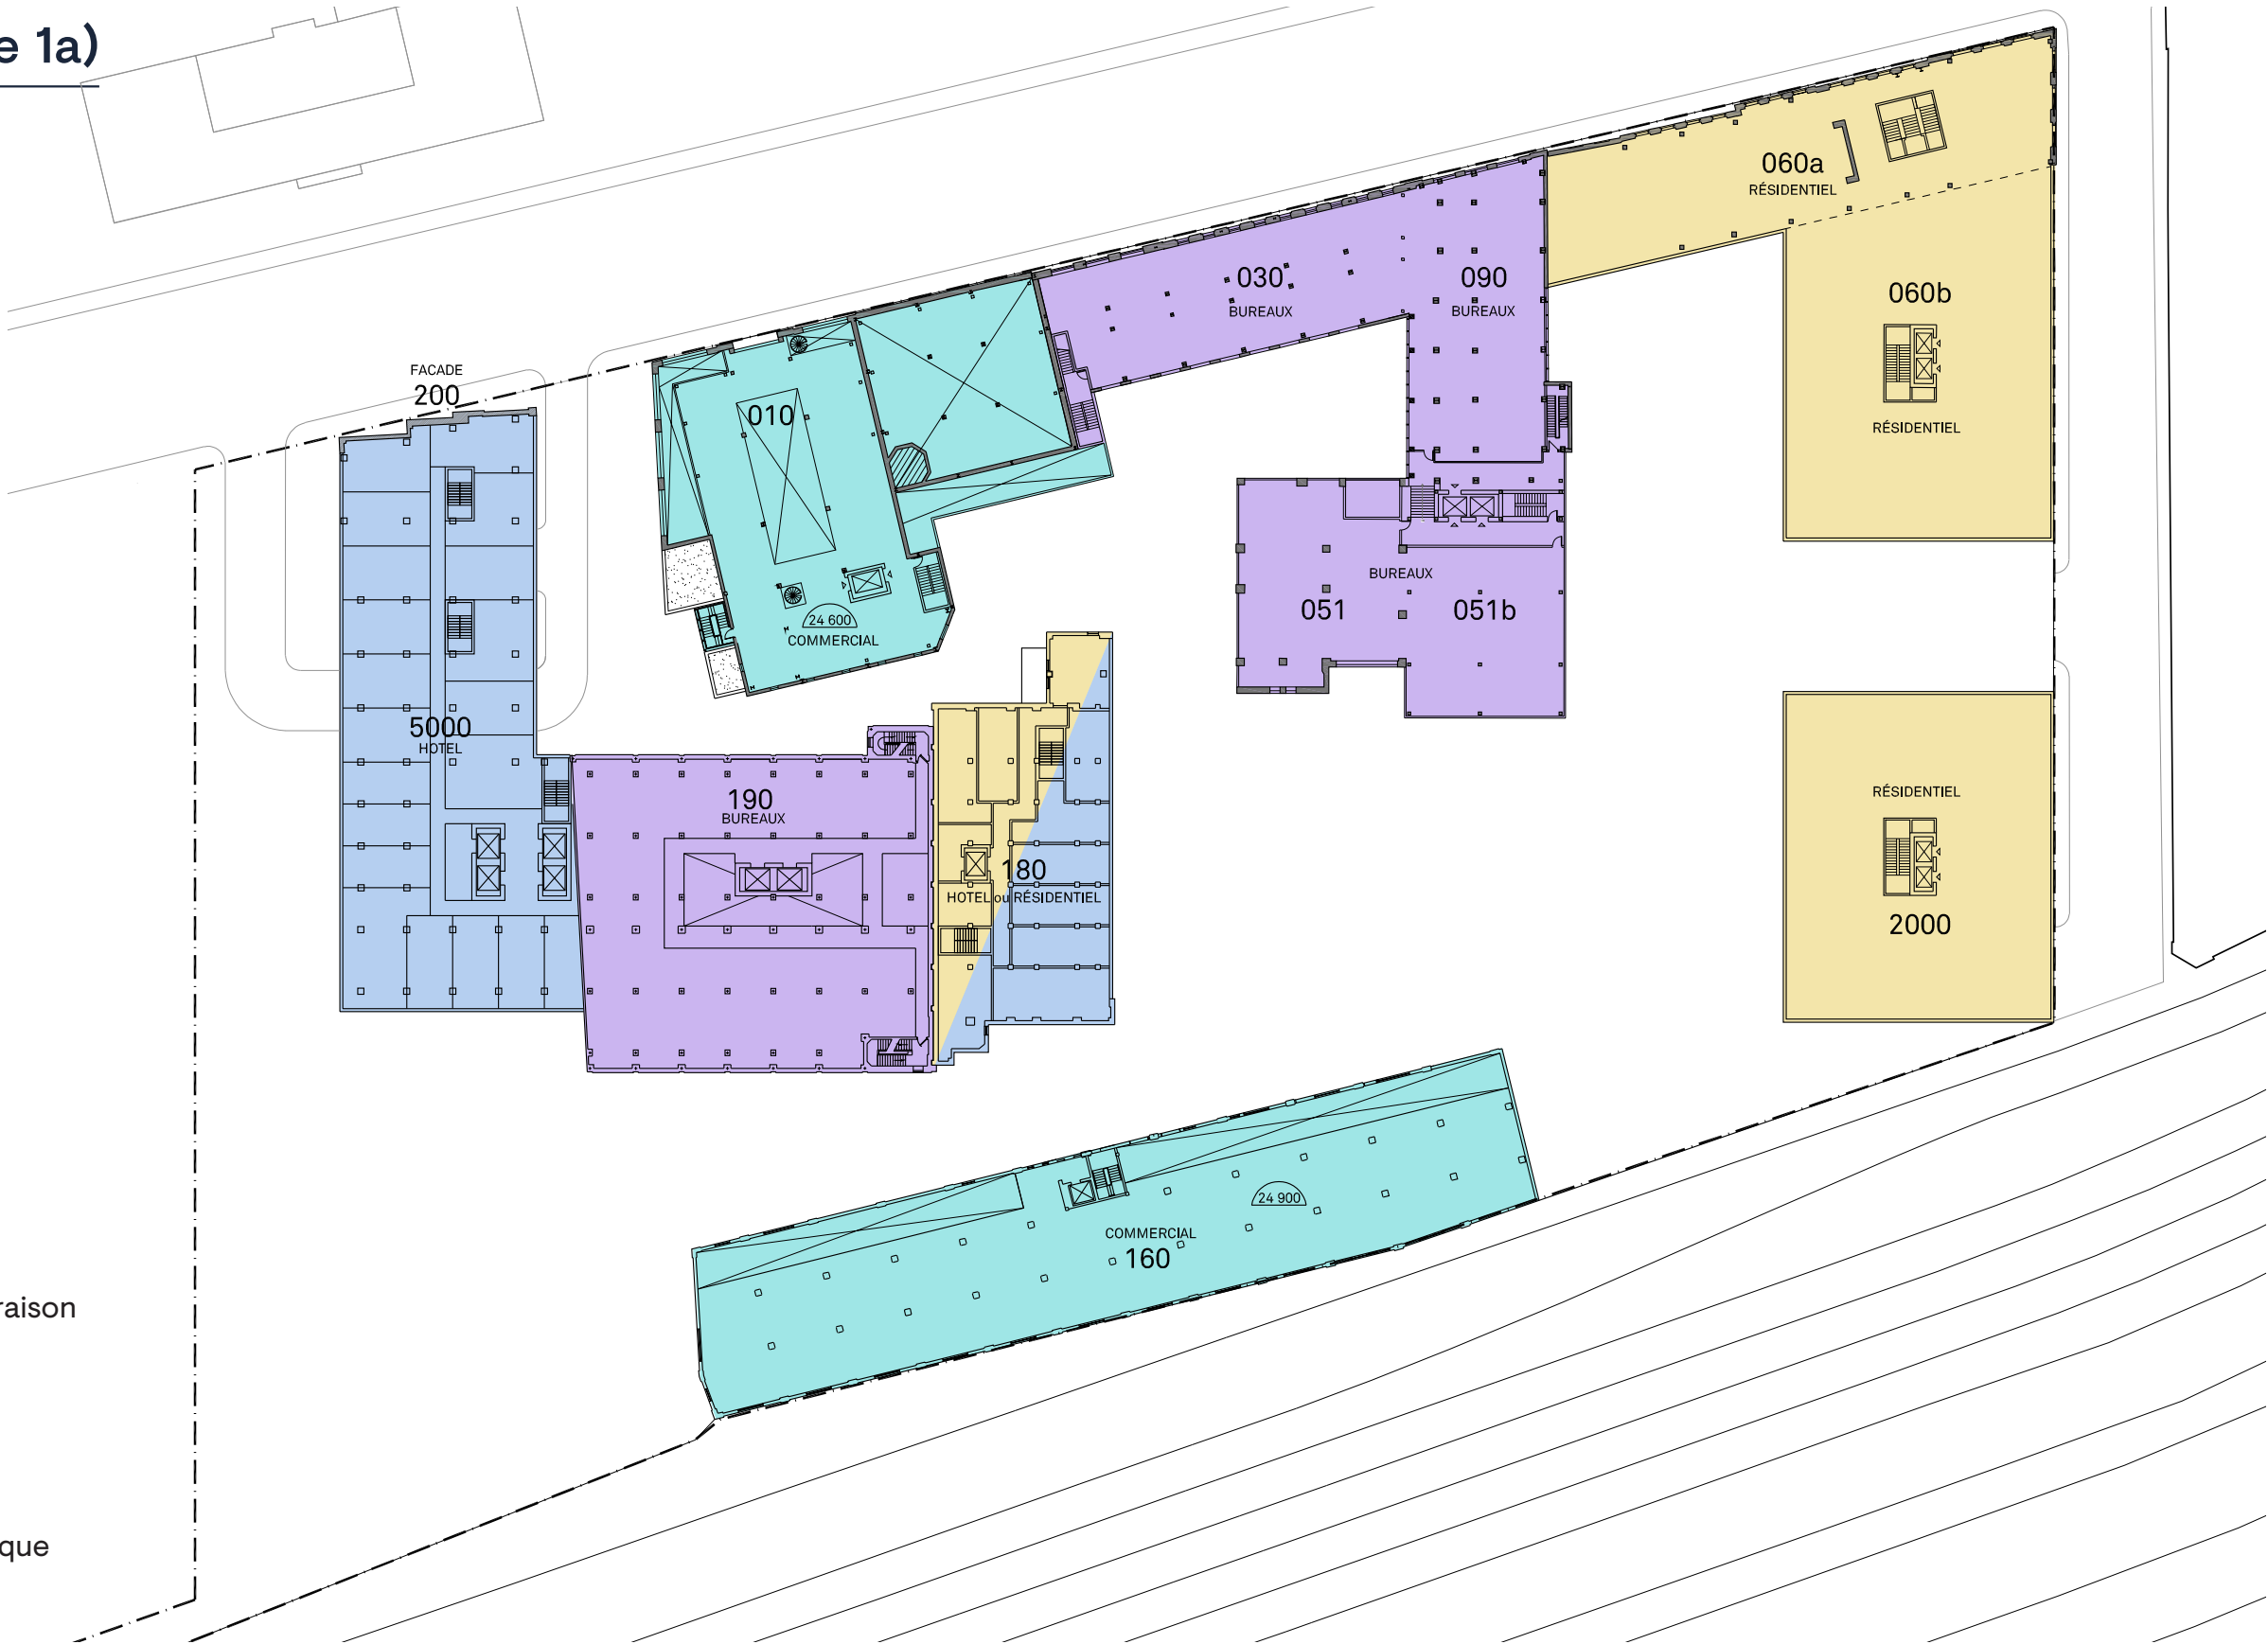 e 1a)
060a
RÉSIDENTIEL
030
BUREAUX
090
BUREAUX
060b
RÉSIDENTIEL
FACADE
200
010
24 600
COMMERCIAL
BUREAUX
051
051b
5000
HOTEL
190
BUREAUX
180
HOTEL ou RÉSIDENTIEL
RÉSIDENTIEL
2000
24 900
COMMERCIAL
160
raison
que